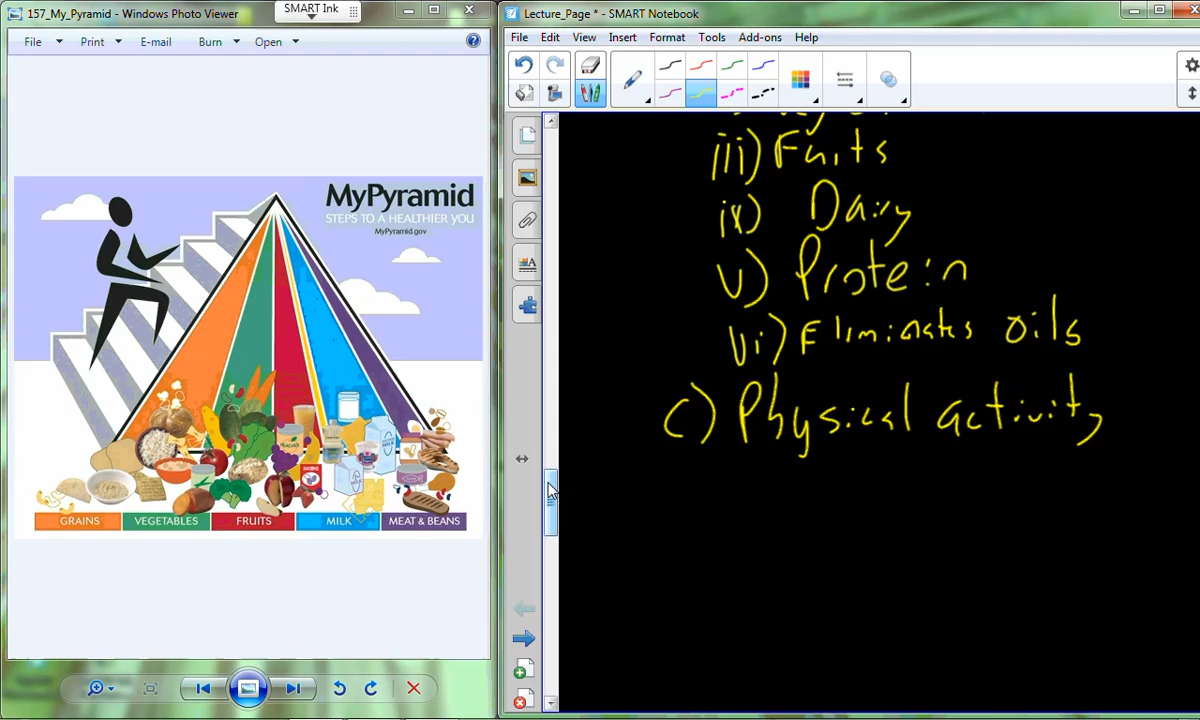 157_My_Pyramid - Windows Photo Viewer
SMART Ink
File Print E-mail Burn Open
MyPyramid
STEPS TO A HEALTHIER YOU
MyPyramid.gov
GRAINS VEGETABLES FRUITS MILK MEAT & BEANS
Lecture_Page * - SMART Notebook
File Edit View Insert Format Tools Add-ons Help
iii) Fruits
ix) Dairy
v) Protein
vi) Eliminates oils
c) Physical activity